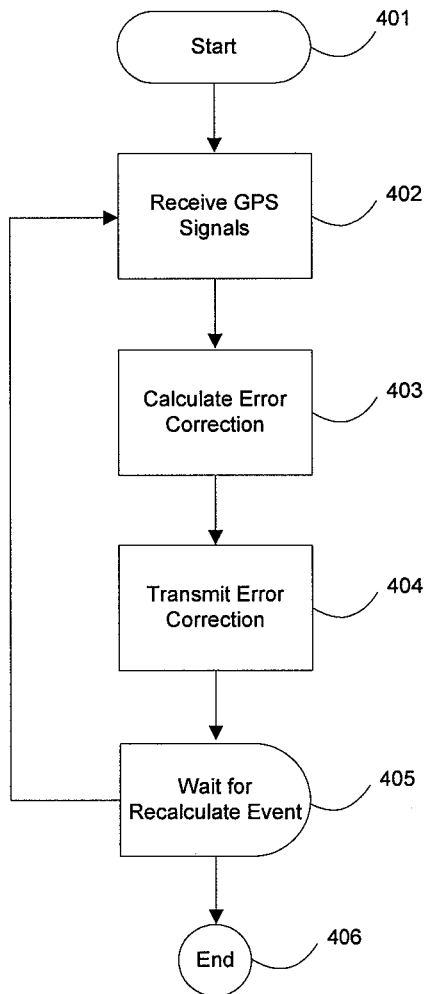 Start
401
Receive GPS
Signals
402
Calculate Error
Correction
403
Transmit Error
Correction
404
Wait for
Recalculate Event
405
End
406